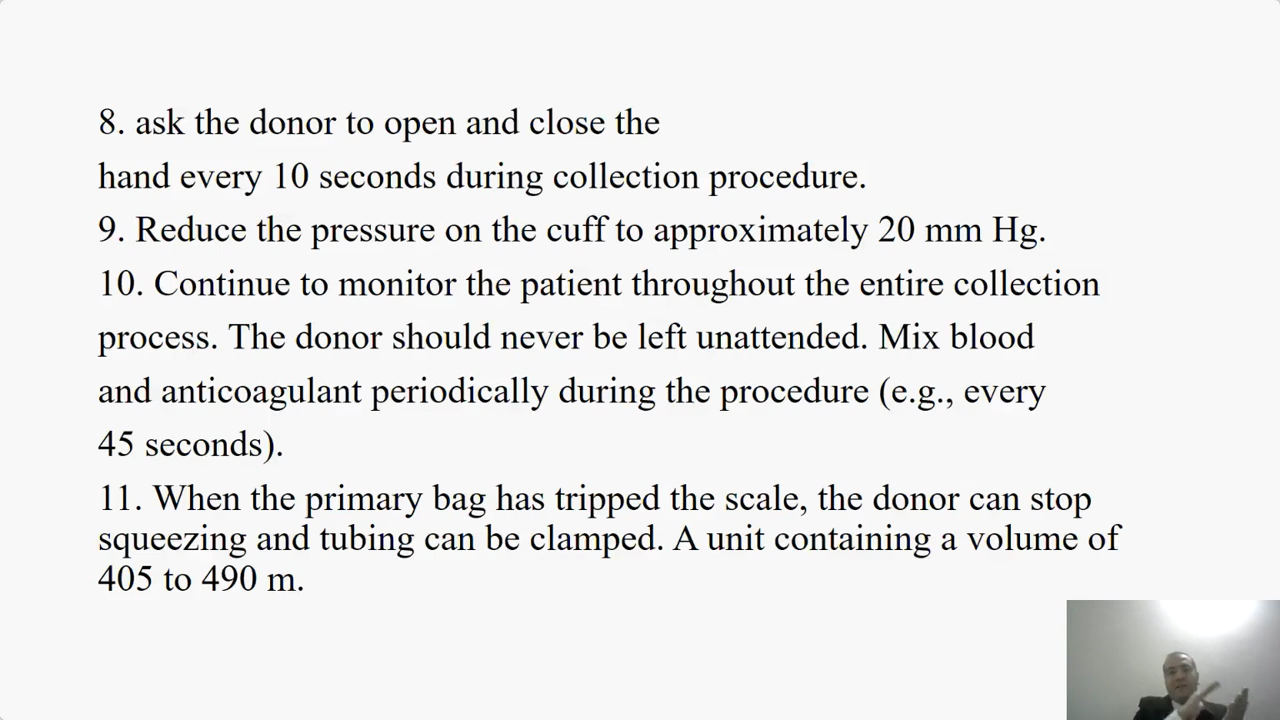 8. ask the donor to open and close the
hand every 10 seconds during collection procedure.
9. Reduce the pressure on the cuff to approximately 20 mm Hg.
10. Continue to monitor the patient throughout the entire collection
process. The donor should never be left unattended. Mix blood
and anticoagulant periodically during the procedure (e.g., every
45 seconds).
11. When the primary bag has tripped the scale, the donor can stop
squeezing and tubing can be clamped. A unit containing a volume of
405 to 490 m.